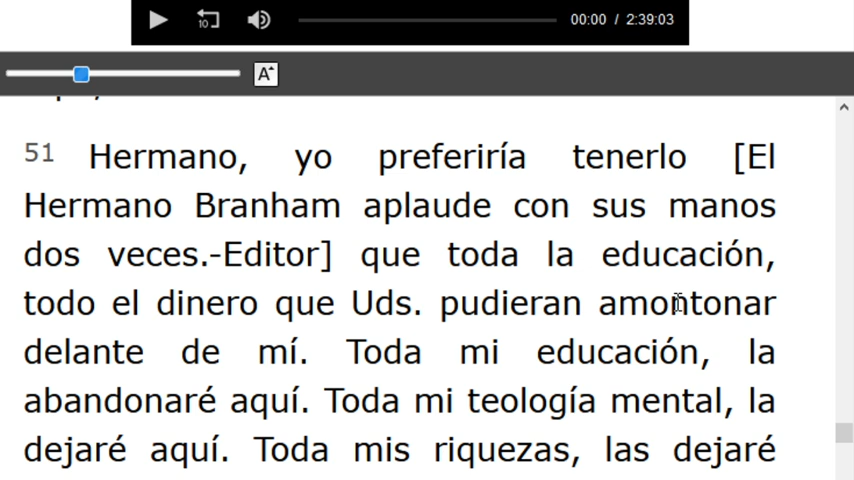 10
00:00 / 2:39:03
A
51 Hermano, yo preferiría tenerlo [El
Hermano Branham aplaude con sus manos
dos veces.-Editor] que toda la educación,
todo el dinero que Uds. pudieran amontonar
delante de mí. Toda mi educación, la
abandonaré aquí. Toda mi teología mental, la
dejaré aquí. Toda mis riquezas, las dejaré